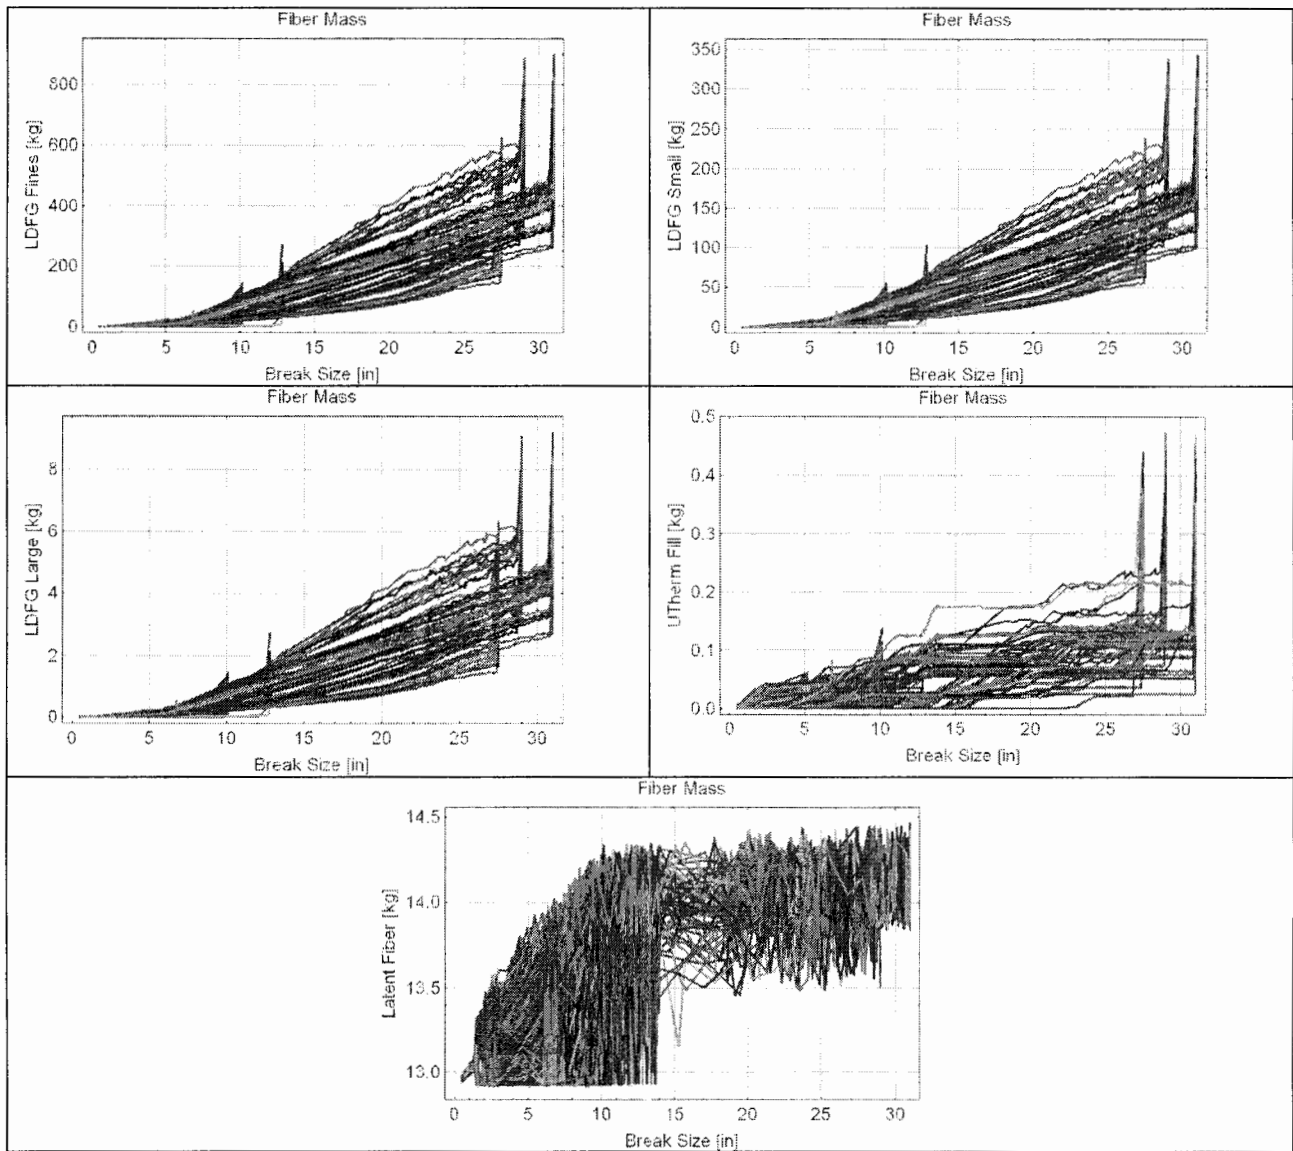 Fiber Mass
LDFG Fines [kg]
800
600
400
200
0
0 5 10 15 20 25 30
Break Size [in]
Fiber Mass
LDFG Small [kg]
350
300
250
200
150
100
50
0
0 5 10 15 20 25 30
Break Size [in]
Fiber Mass
LDFG Large [kg]
8
6
4
2
0
0 5 10 15 20 25 30
Break Size [in]
Fiber Mass
UTherm Fill [kg]
0.5
0.4
0.3
0.2
0.1
0.0
0 5 10 15 20 25 30
Break Size [in]
Fiber Mass
Latent Fiber [kg]
14.5
14.0
13.5
13.0
0 5 10 15 20 25 30
Break Size [in]